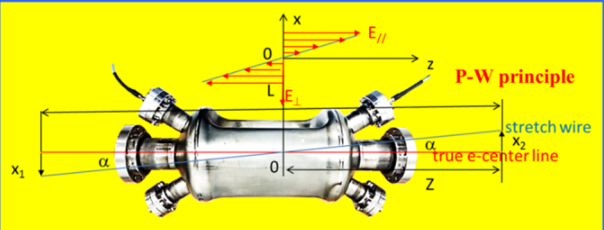 x
E//
0
z
L
E⊥
P-W principle
stretch wire
x1
α
α
x2
true e-center line
0
Z